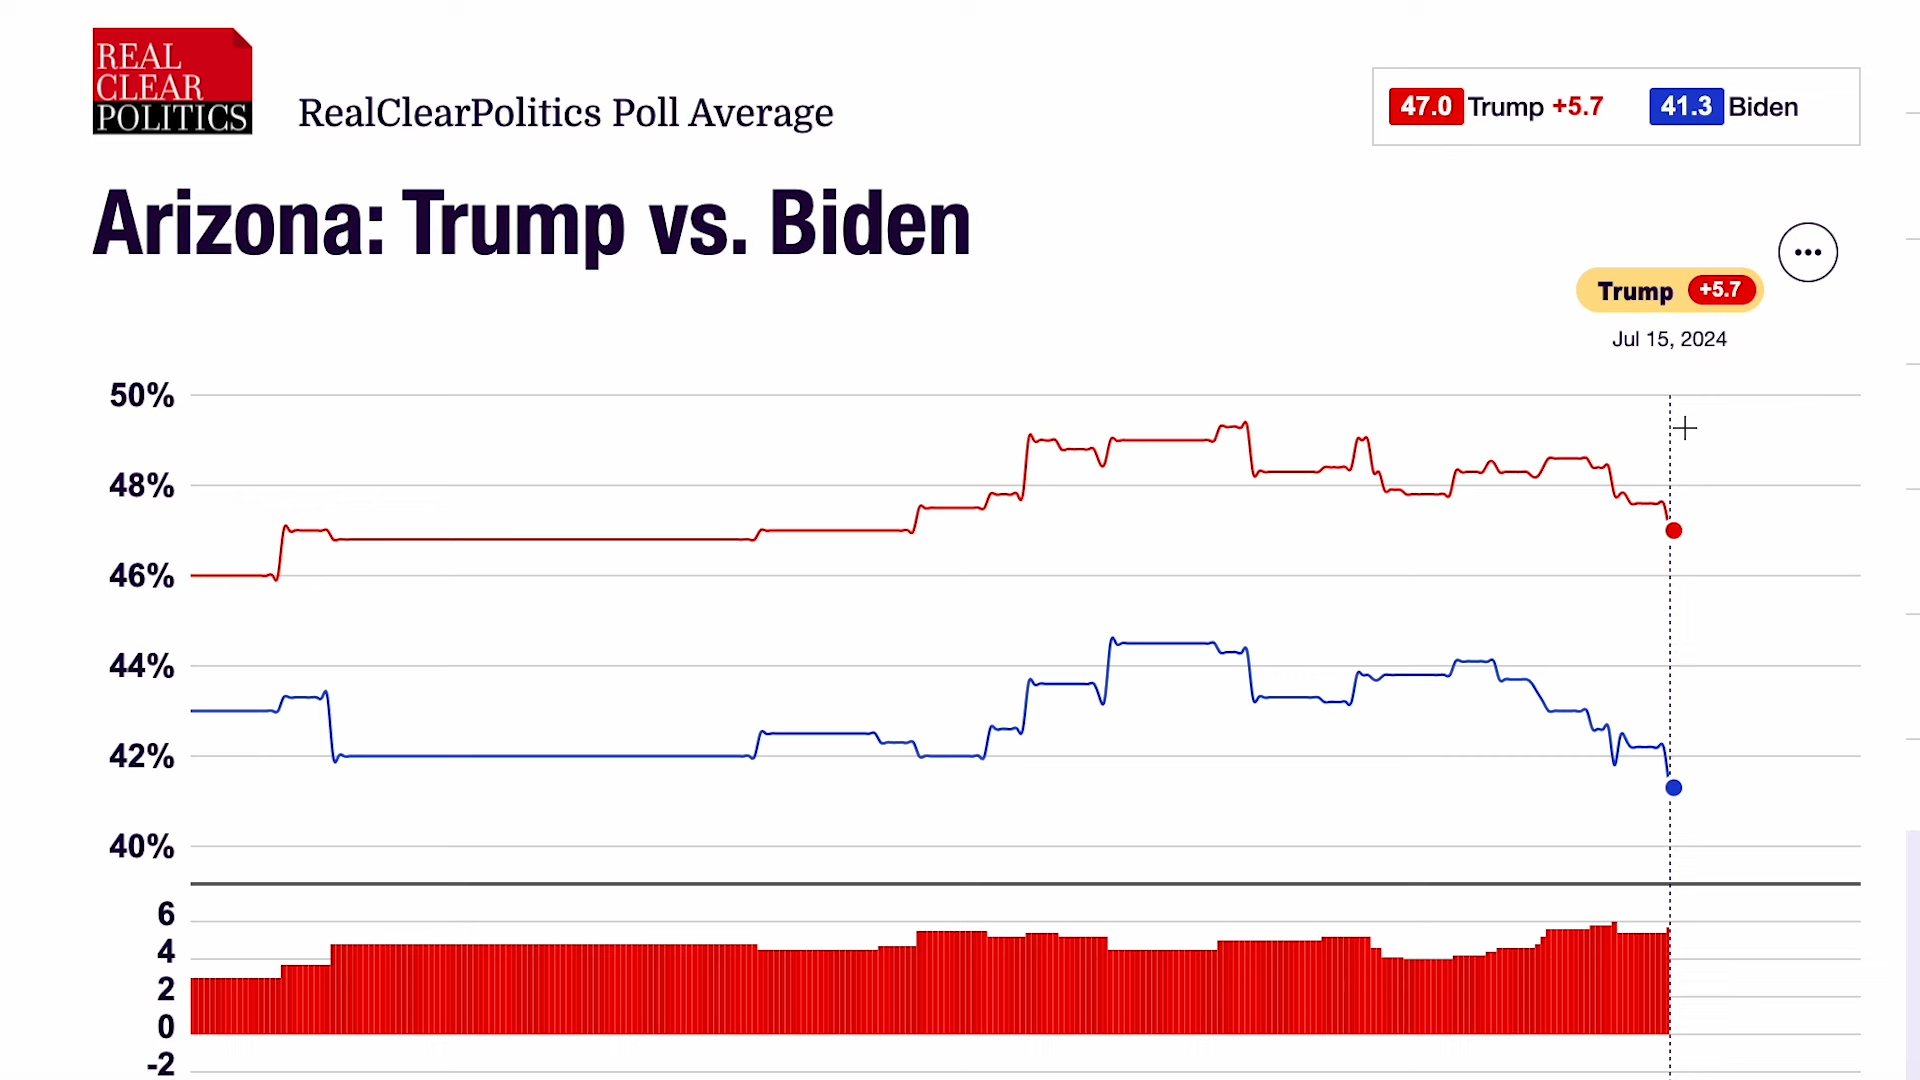 REAL
CLEAR
POLITICS
RealClearPolitics Poll Average
47.0 Trump +5.7 41.3 Biden
Arizona: Trump vs. Biden
Trump +5.7
Jul 15, 2024
50%
48%
46%
44%
42%
40%
6
4
2
0
-2